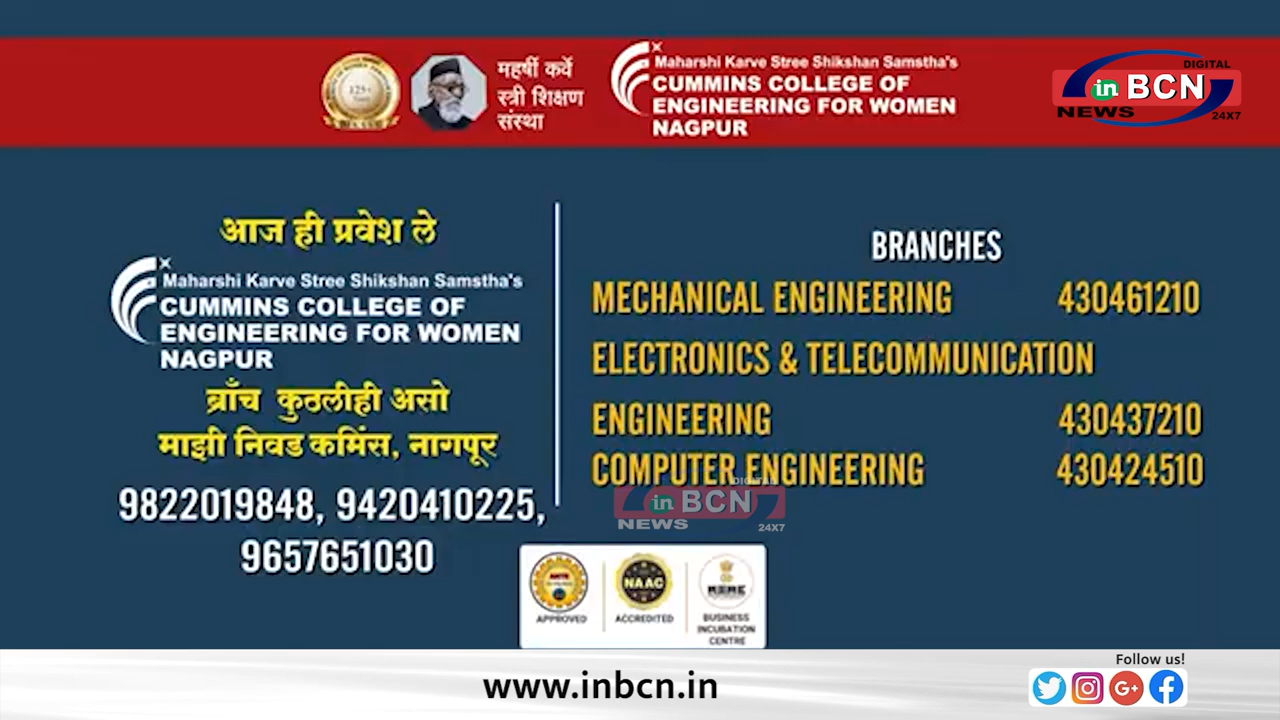 125+
महर्षी कर्वे
स्त्री शिक्षण
संस्था
Maharshi Karve Stree Shikshan Samstha's
CUMMINS COLLEGE OF
ENGINEERING FOR WOMEN
NAGPUR
DIGITAL
in BCN
NEWS 24X7
आज ही प्रवेश ले
Maharshi Karve Stree Shikshan Samstha's
CUMMINS COLLEGE OF
ENGINEERING FOR WOMEN
NAGPUR
ब्राँच कुठलीही असो
माझी निवड कमिंस, नागपूर
9822019848, 9420410225,
9657651030
BRANCHES
MECHANICAL ENGINEERING 430461210
ELECTRONICS & TELECOMMUNICATION
ENGINEERING 430437210
COMPUTER ENGINEERING 430424510
DIGITAL
in BCN
NEWS 24X7
APPROVED
NAAC
ACCREDITED
BUSINESS
INCUBATION
CENTRE
www.inbcn.in
Follow us!